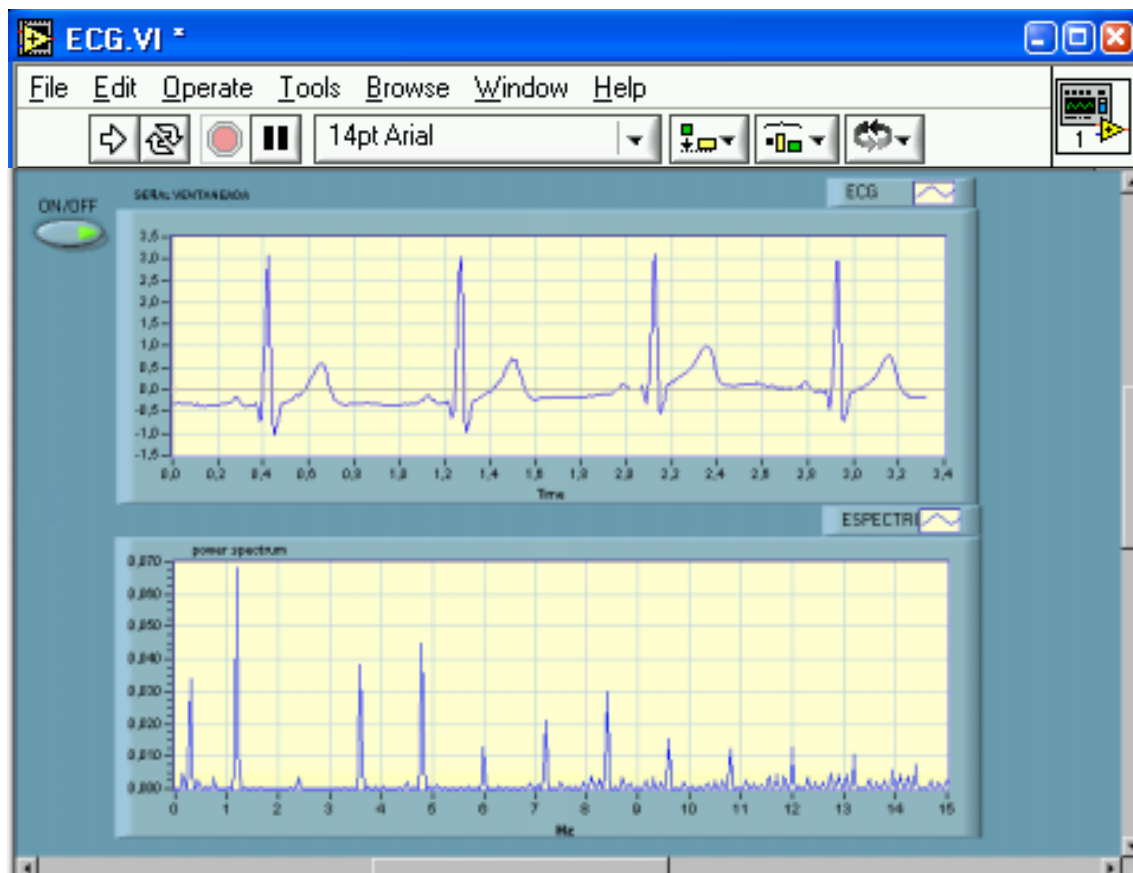 ECG.VI *
File Edit Operate Tools Browse Window Help
14pt Arial
1
ON/OFF
SEÑAL VENTANEADA
ECG
3,5
3,0
2,5
2,0
1,5
1,0
0,5
0,0
-0,5
-1,0
-1,5
0,0 0,2 0,4 0,6 0,8 1,0 1,2 1,4 1,6 1,8 2,0 2,2 2,4 2,6 2,8 3,0 3,2 3,4
Time
ESPECTR
power spectrum
0,070
0,060
0,050
0,040
0,030
0,020
0,010
0,000
0 1 2 3 4 5 6 7 8 9 10 11 12 13 14 15
Hz